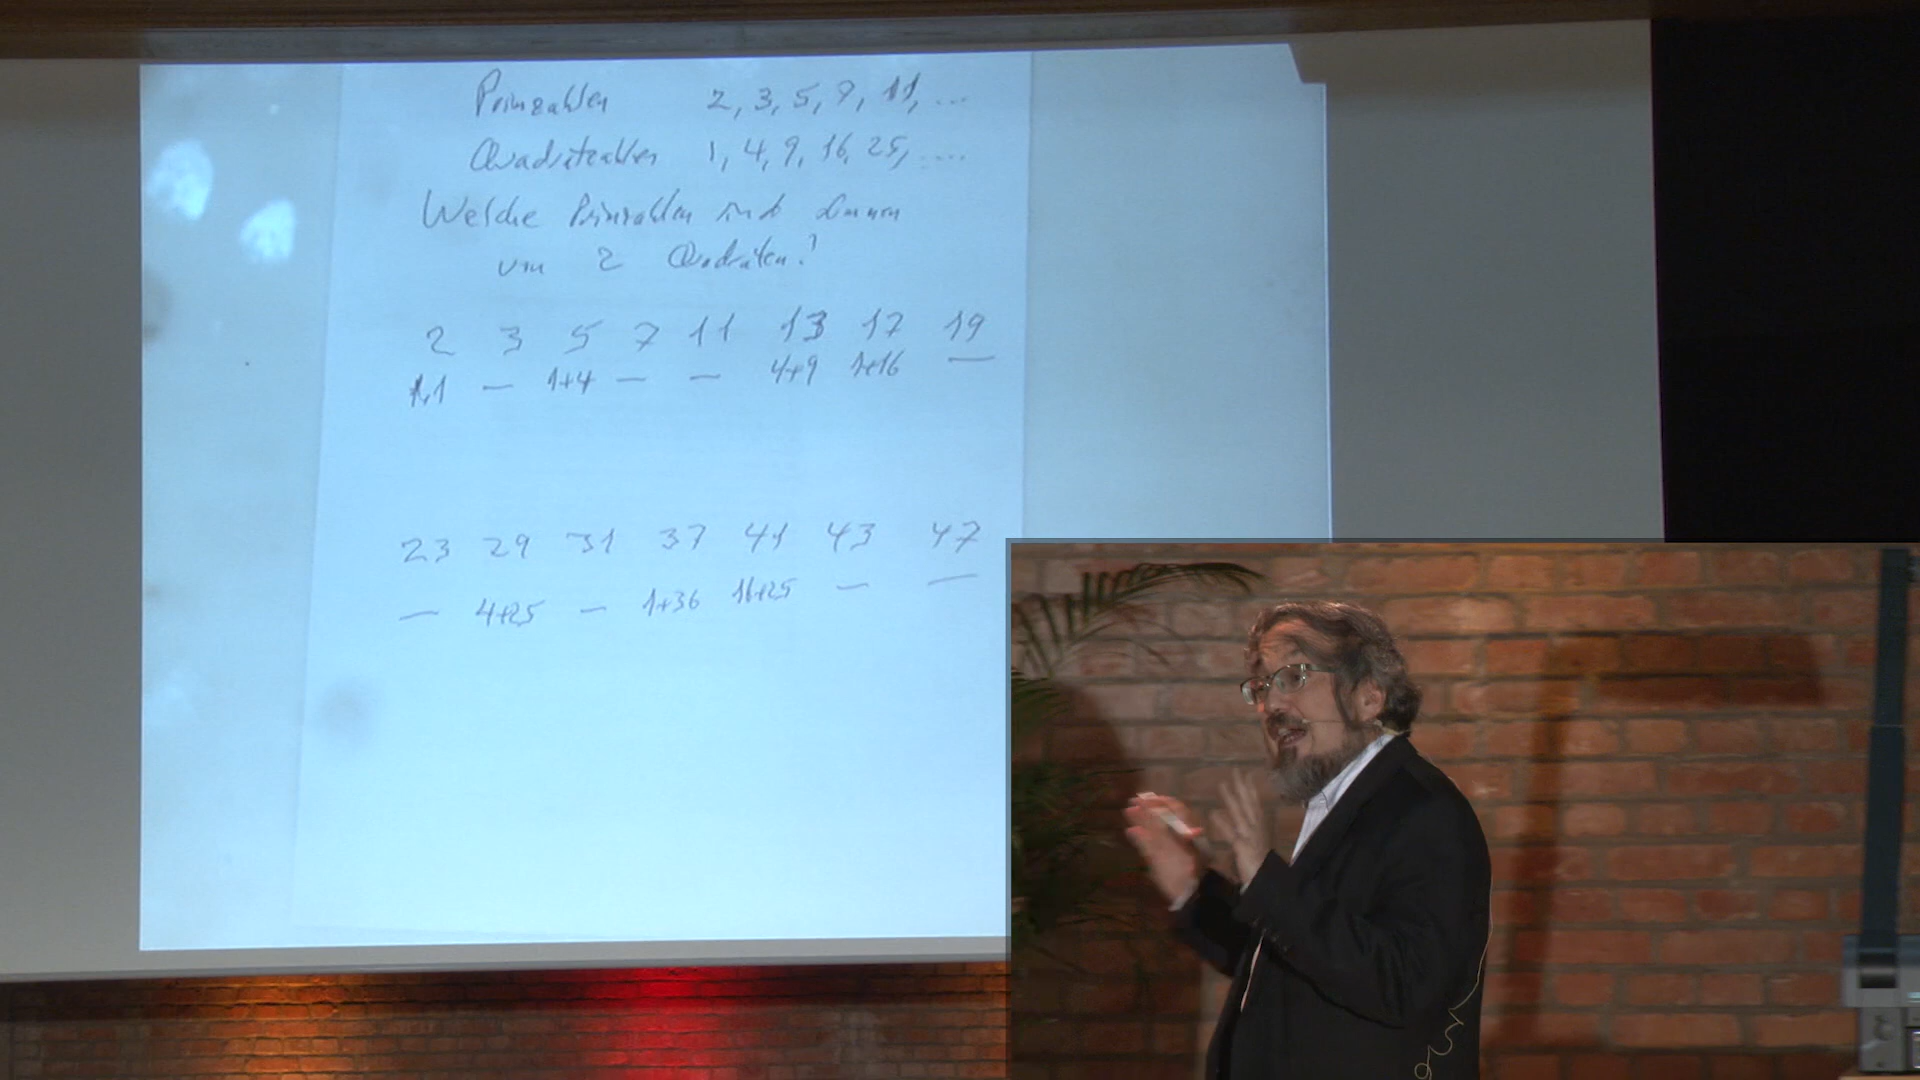 Primzahlen 2, 3, 5, 7, 11, ...
Quadratzahlen 1, 4, 9, 16, 25, ....
Welche Primzahlen sind Summen
von 2 Quadraten?
2 3 5 7 11 13 17 19
1+1 — 1+4 — — 4+9 1+16 —
23 29 31 37 41 43 47
— 4+25 — 1+36 16+25 — —